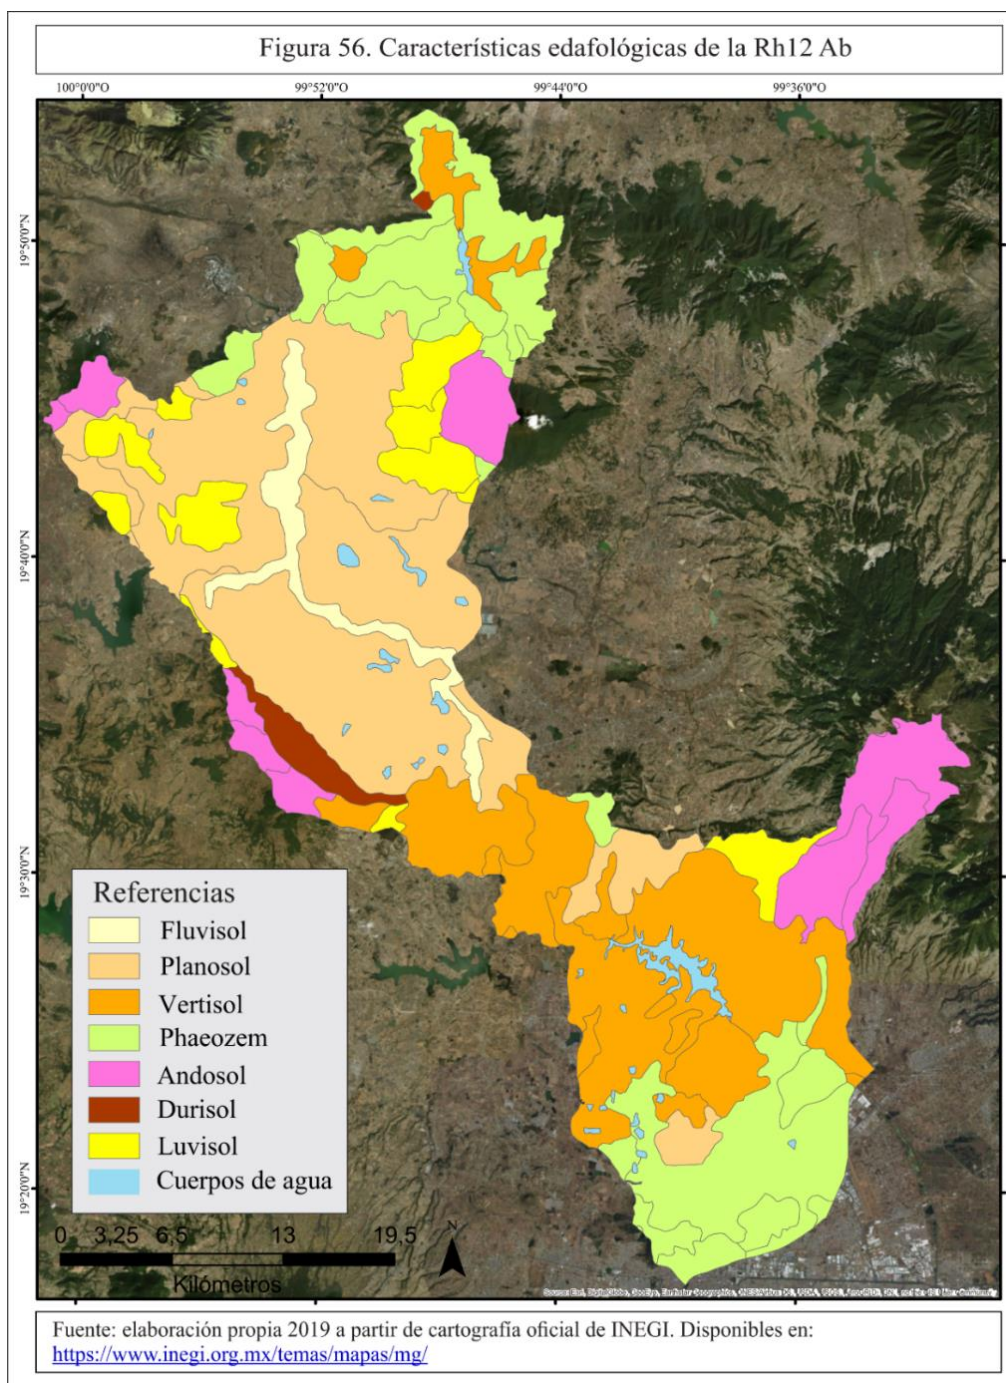 Figura 56. Características edafológicas de la Rh12 Ab
100°0'0"O 99°52'0"O 99°44'0"O 99°36'0"O
19°50'0"N
19°40'0"N
19°30'0"N
19°20'0"N
Referencias
Fluvisol
Planosol
Vertisol
Phaeozem
Andosol
Durisol
Luvisol
Cuerpos de agua
0 3,25 6,5 13 19,5
Kilómetros
N
Fuente: elaboración propia 2019 a partir de cartografía oficial de INEGI. Disponibles en:
https://www.inegi.org.mx/temas/mapas/mg/